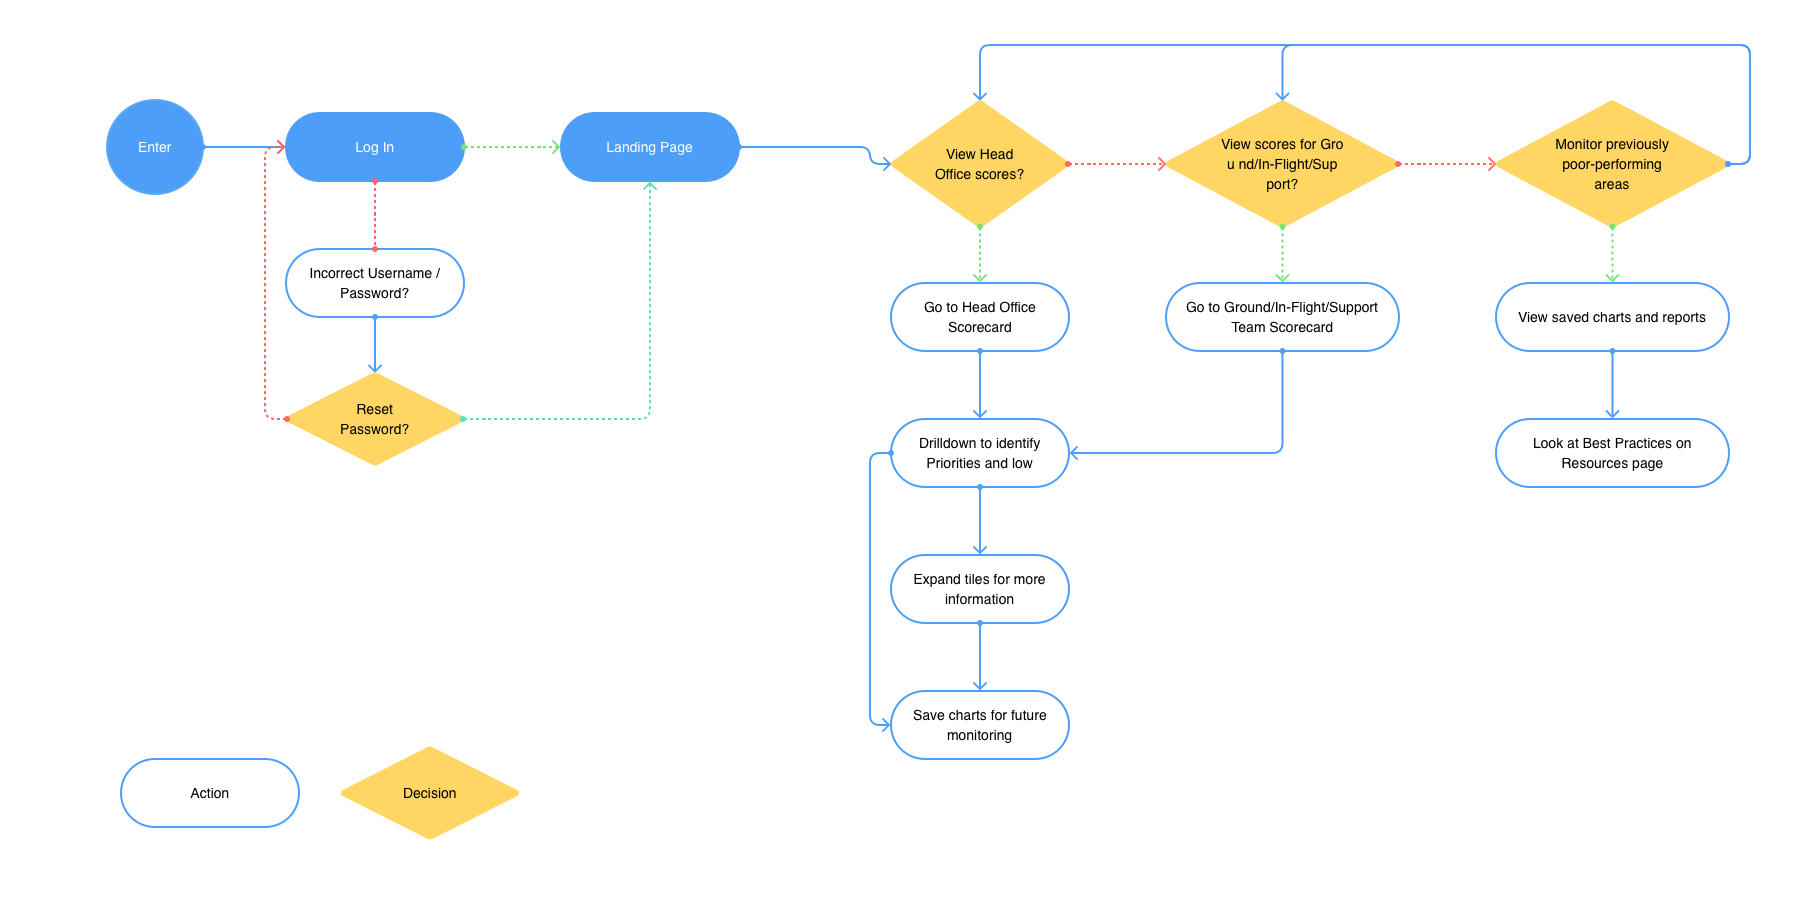 Enter
Log In
Landing Page
View Head
Office scores?
View scores for Gro
u nd/In-Flight/Sup
port?
Monitor previously
poor-performing
areas
Incorrect Username /
Password?
Go to Head Office
Scorecard
Go to Ground/In-Flight/Support
Team Scorecard
View saved charts and reports
Reset
Password?
Drilldown to identify
Priorities and low
Look at Best Practices on
Resources page
Expand tiles for more
information
Save charts for future
monitoring
Action
Decision